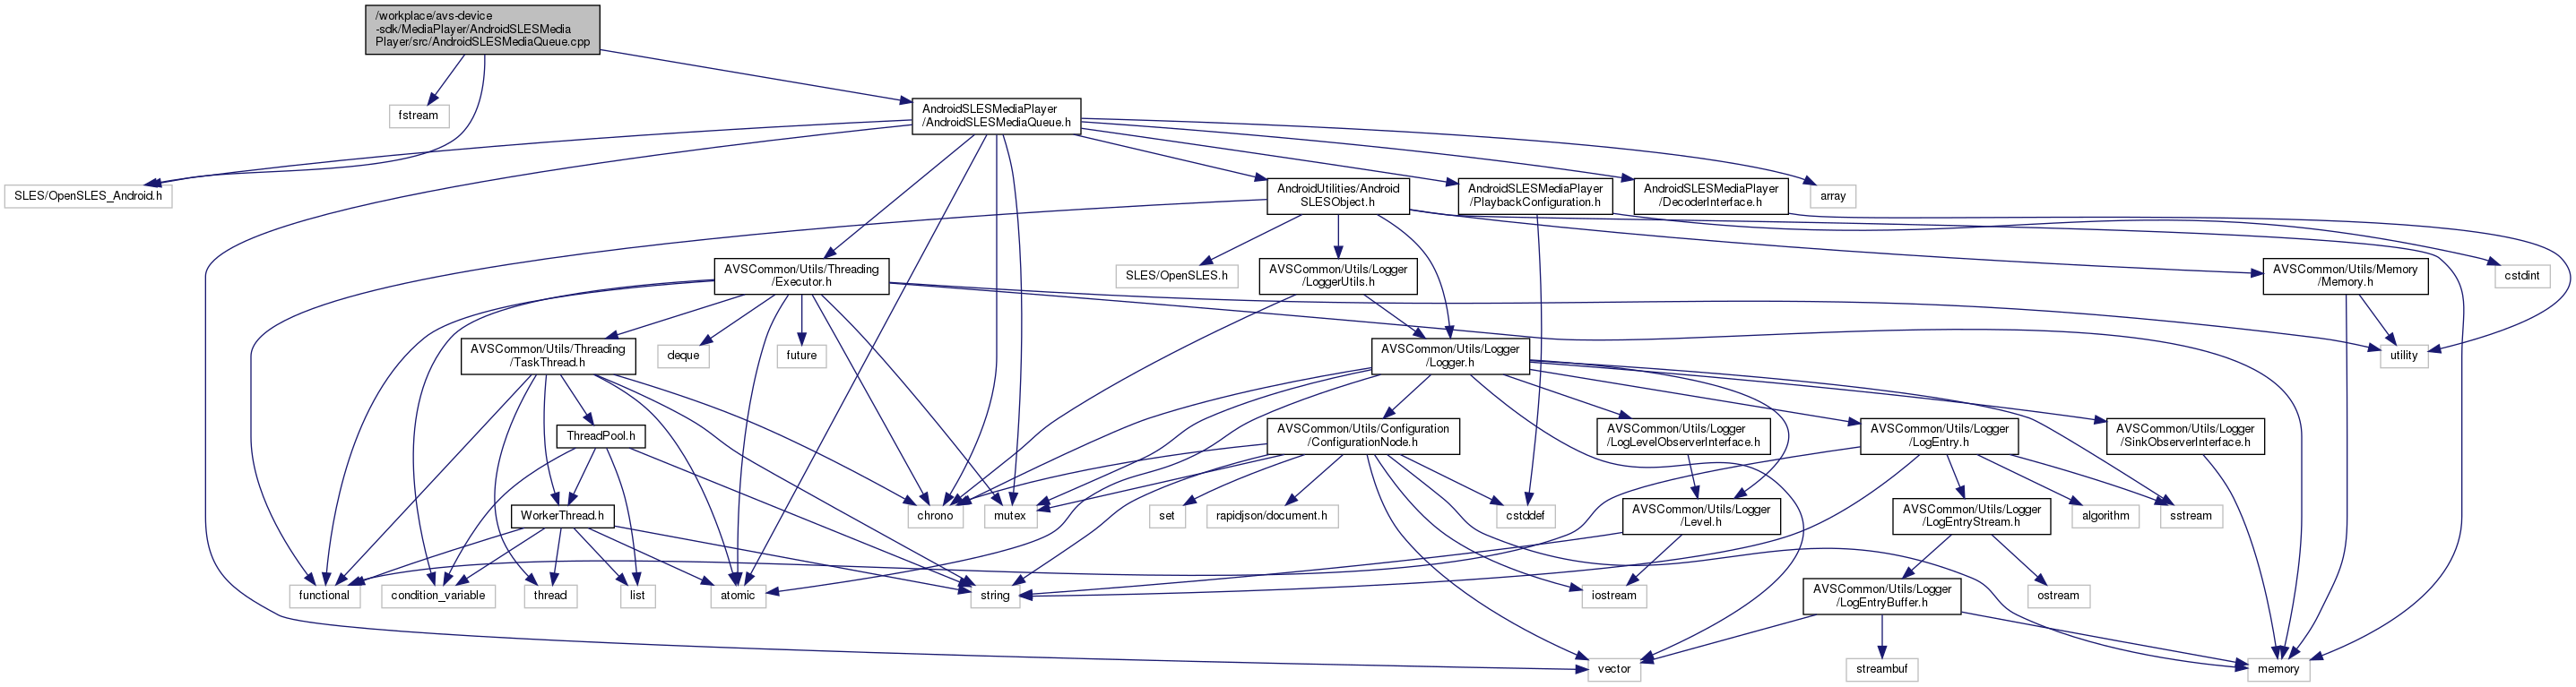 /workplace/avs-device
-sdk/MediaPlayer/AndroidSLESMedia
Player/src/AndroidSLESMediaQueue.cpp
fstream
AndroidSLESMediaPlayer
/AndroidSLESMediaQueue.h
SLES/OpenSLES_Android.h
AndroidUtilities/Android
SLESObject.h
AndroidSLESMediaPlayer
/PlaybackConfiguration.h
AndroidSLESMediaPlayer
/DecoderInterface.h
array
AVSCommon/Utils/Threading
/Executor.h
SLES/OpenSLES.h
AVSCommon/Utils/Logger
/LoggerUtils.h
AVSCommon/Utils/Memory
/Memory.h
cstdint
AVSCommon/Utils/Threading
/TaskThread.h
deque
future
AVSCommon/Utils/Logger
/Logger.h
utility
ThreadPool.h
AVSCommon/Utils/Configuration
/ConfigurationNode.h
AVSCommon/Utils/Logger
/LogLevelObserverInterface.h
AVSCommon/Utils/Logger
/LogEntry.h
AVSCommon/Utils/Logger
/SinkObserverInterface.h
WorkerThread.h
chrono
mutex
set
rapidjson/document.h
cstddef
AVSCommon/Utils/Logger
/Level.h
AVSCommon/Utils/Logger
/LogEntryStream.h
algorithm
sstream
functional
condition_variable
thread
list
atomic
string
iostream
AVSCommon/Utils/Logger
/LogEntryBuffer.h
ostream
vector
streambuf
memory